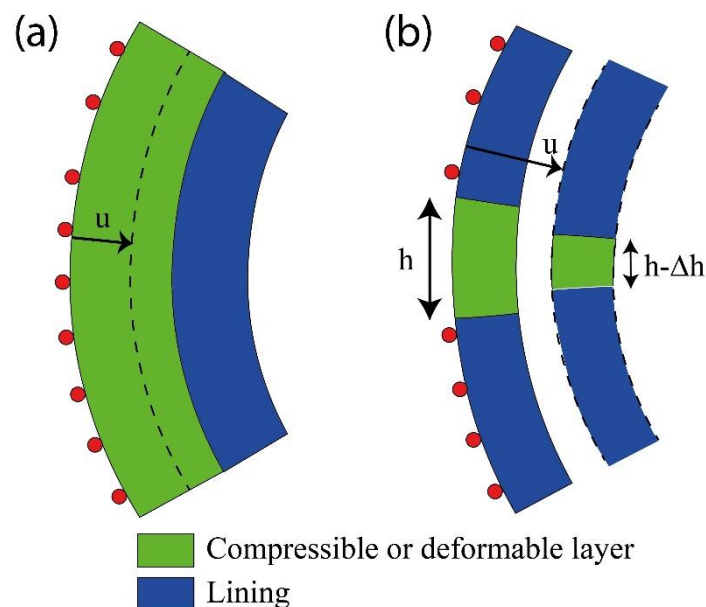 (a)
(b)
u
u
h
h-Δh
Compressible or deformable layer
Lining